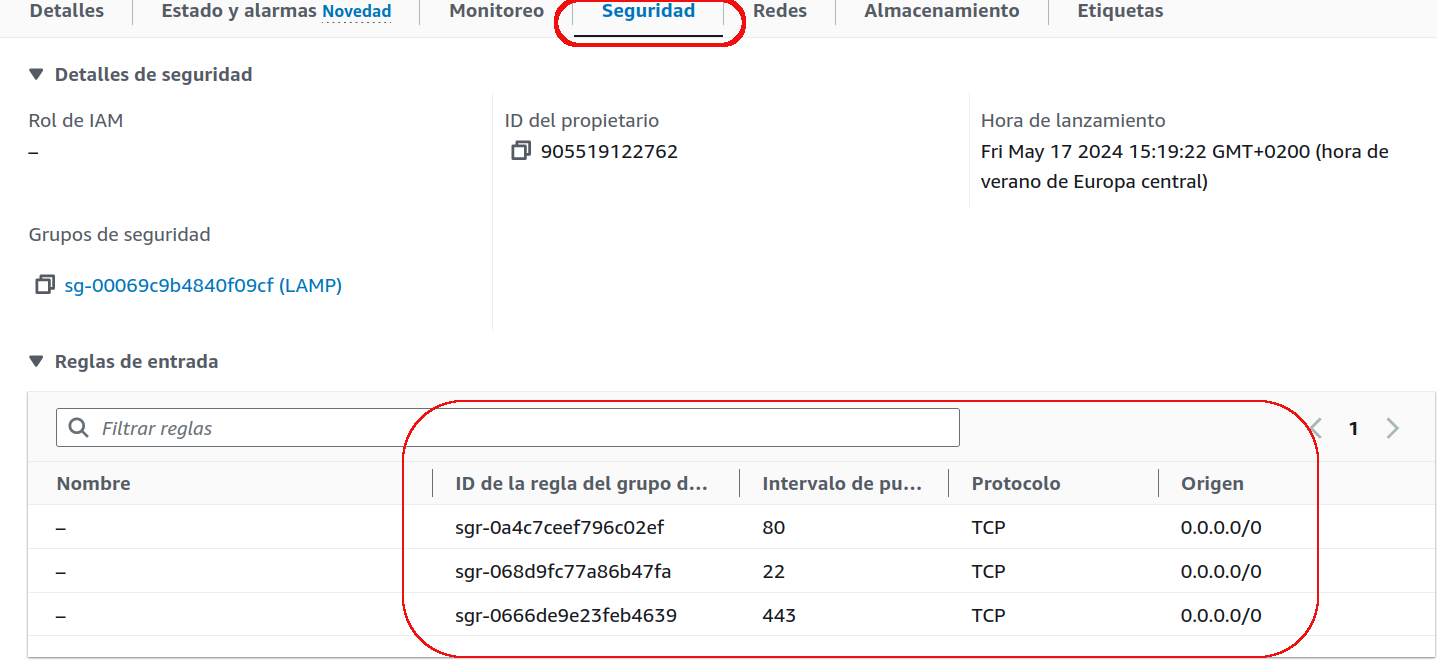 Detalles Estado y alarmas Novedad Monitoreo Seguridad Redes Almacenamiento Etiquetas
Detalles de seguridad
Rol de IAM
–
ID del propietario
905519122762
Hora de lanzamiento
Fri May 17 2024 15:19:22 GMT+0200 (hora de
verano de Europa central)
Grupos de seguridad
sg-00069c9b4840f09cf (LAMP)
Reglas de entrada
Filtrar reglas 1
Nombre ID de la regla del grupo d... Intervalo de pu... Protocolo Origen
– sgr-0a4c7ceef796c02ef 80 TCP 0.0.0.0/0
– sgr-068d9fc77a86b47fa 22 TCP 0.0.0.0/0
– sgr-0666de9e23feb4639 443 TCP 0.0.0.0/0